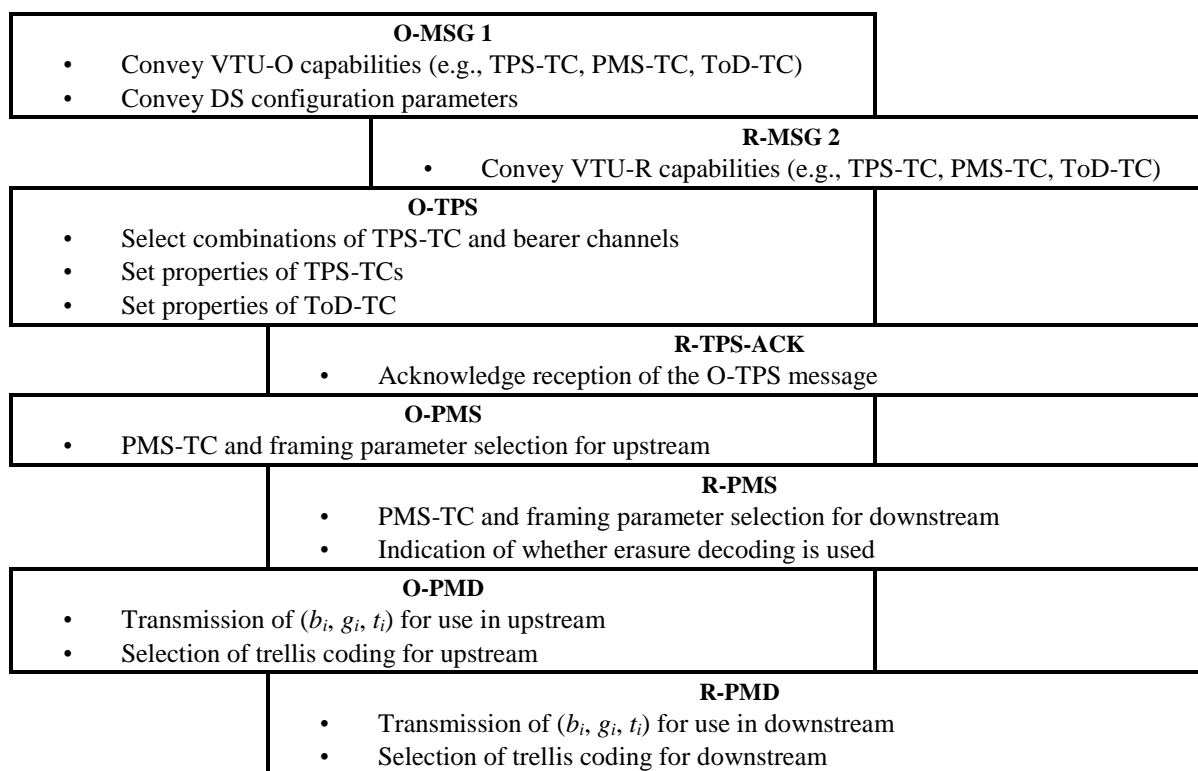 O-MSG 1
• Convey VTU-O capabilities (e.g., TPS-TC, PMS-TC, ToD-TC)
• Convey DS configuration parameters
R-MSG 2
• Convey VTU-R capabilities (e.g., TPS-TC, PMS-TC, ToD-TC)
O-TPS
• Select combinations of TPS-TC and bearer channels
• Set properties of TPS-TCs
• Set properties of ToD-TC
R-TPS-ACK
• Acknowledge reception of the O-TPS message
O-PMS
• PMS-TC and framing parameter selection for upstream
R-PMS
• PMS-TC and framing parameter selection for downstream
• Indication of whether erasure decoding is used
O-PMD
• Transmission of (bi, gi, ti) for use in upstream
• Selection of trellis coding for upstream
R-PMD
• Transmission of (bi, gi, ti) for use in downstream
• Selection of trellis coding for downstream